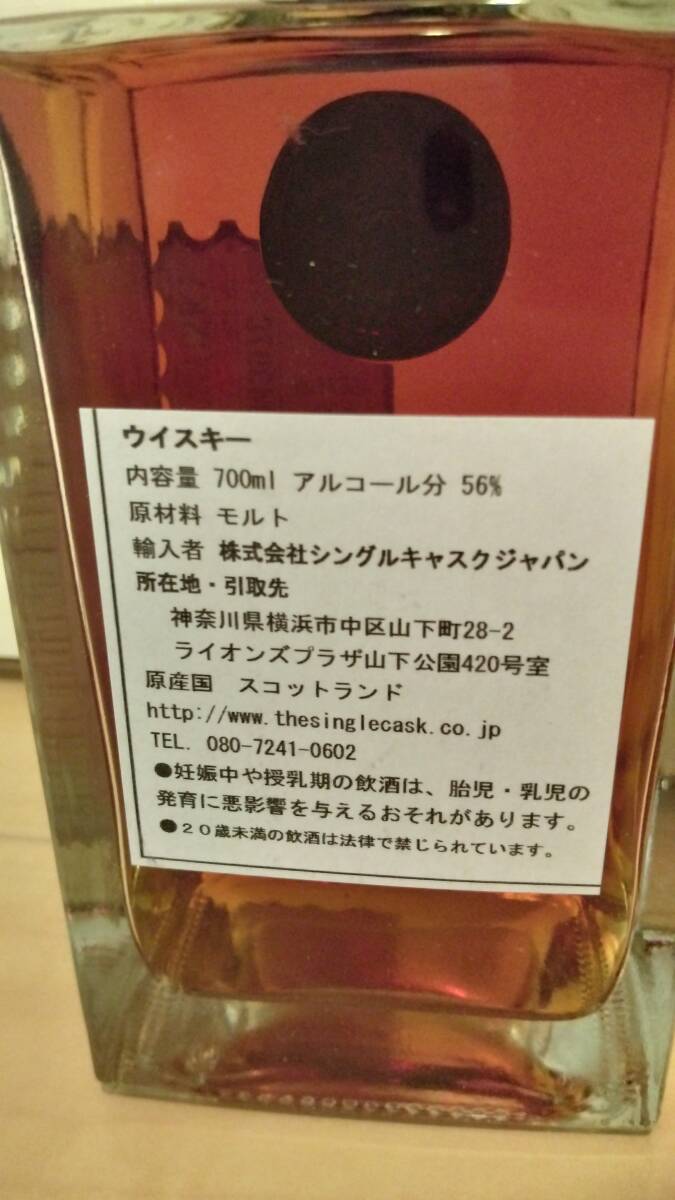 ウイスキー
内容量 700ml アルコール分 56%
原材料 モルト
輸入者 株式会社シングルキャスクジャパン
所在地・引取先
神奈川県横浜市中区山下町28-2
ライオンズプラザ山下公園420号室
原産国 スコットランド
http://www.thesinglecask.co.jp
TEL. 080-7241-0602
●妊娠中や授乳期の飲酒は、胎児・乳児の
発育に悪影響を与えるおそれがあります。
●20歳未満の飲酒は法律で禁じられています。